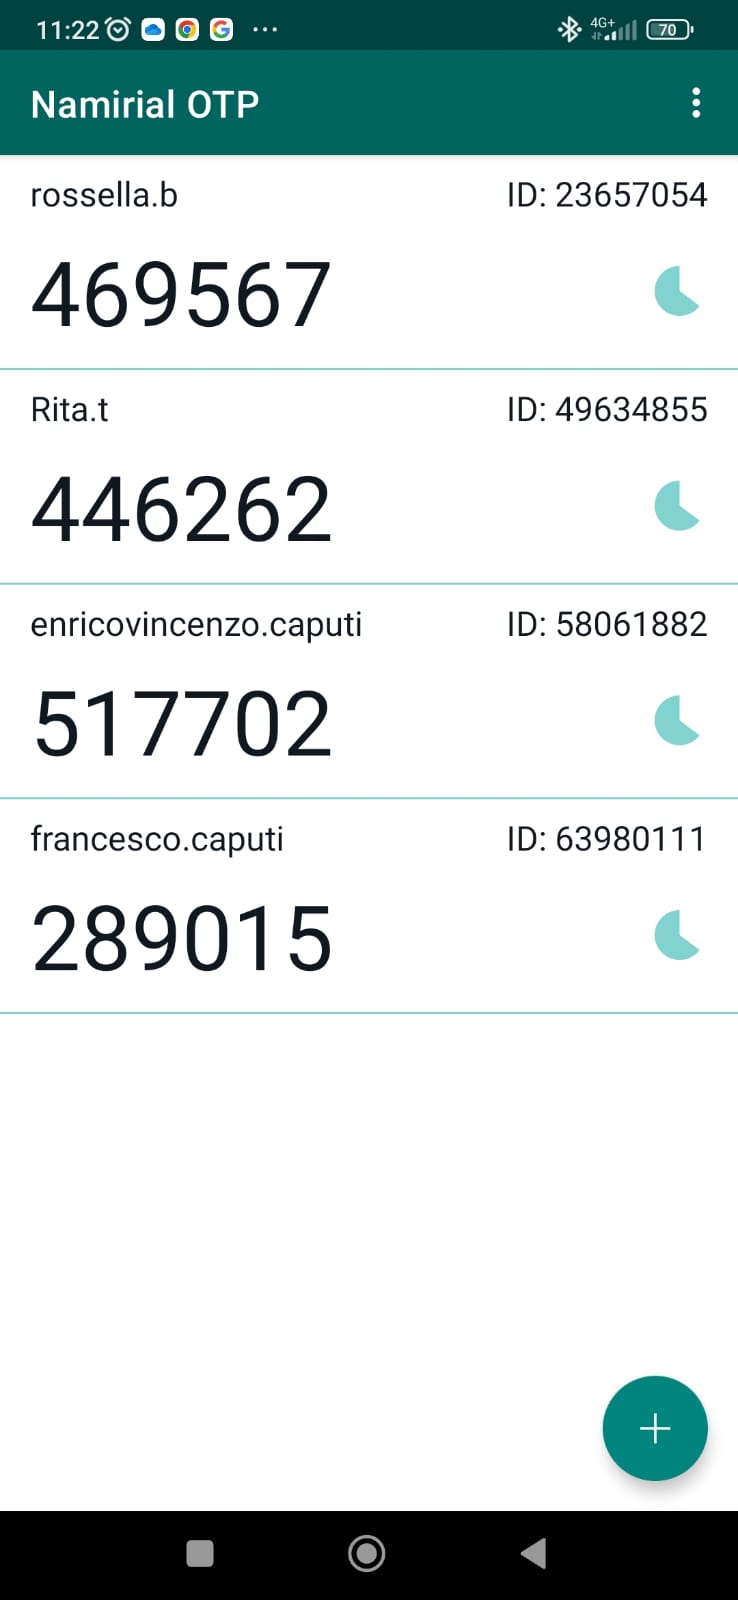 11:22
4G+
70
Namirial OTP
rossella.b ID: 23657054
469567
Rita.t ID: 49634855
446262
enricovincenzo.caputi ID: 58061882
517702
francesco.caputi ID: 63980111
289015